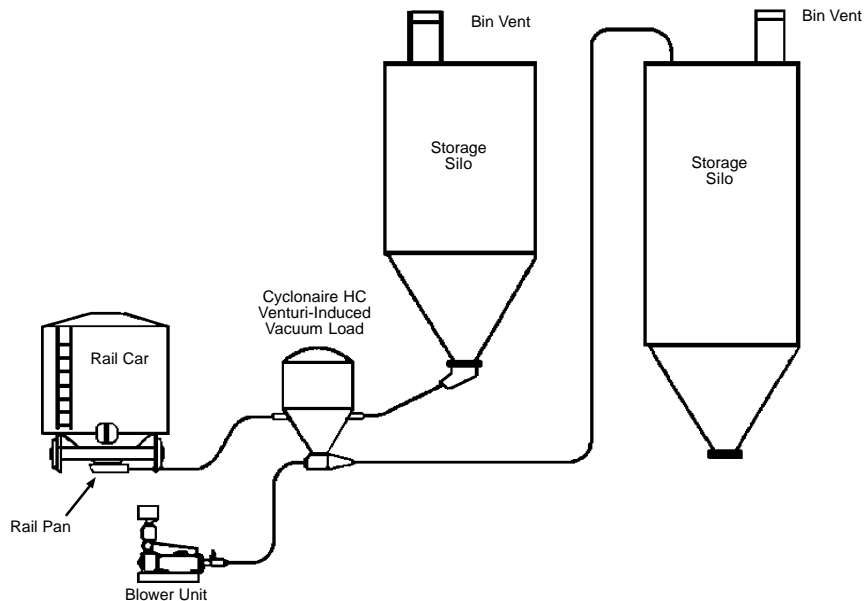 Bin Vent
Bin Vent
Storage
Silo
Storage
Silo
Cyclonaire HC
Venturi-Induced
Vacuum Load
Rail Car
Rail Pan
Blower Unit